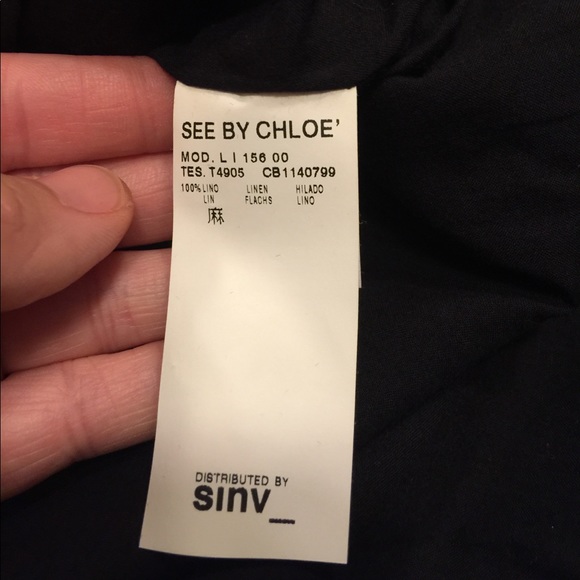 SEE BY CHLOE'
MOD. L I 156 00
TES. T4905 CB1140799
100% LINO LINEN HILADO
LIN FLACHS LINO
麻
DISTRIBUTED BY
sinv_